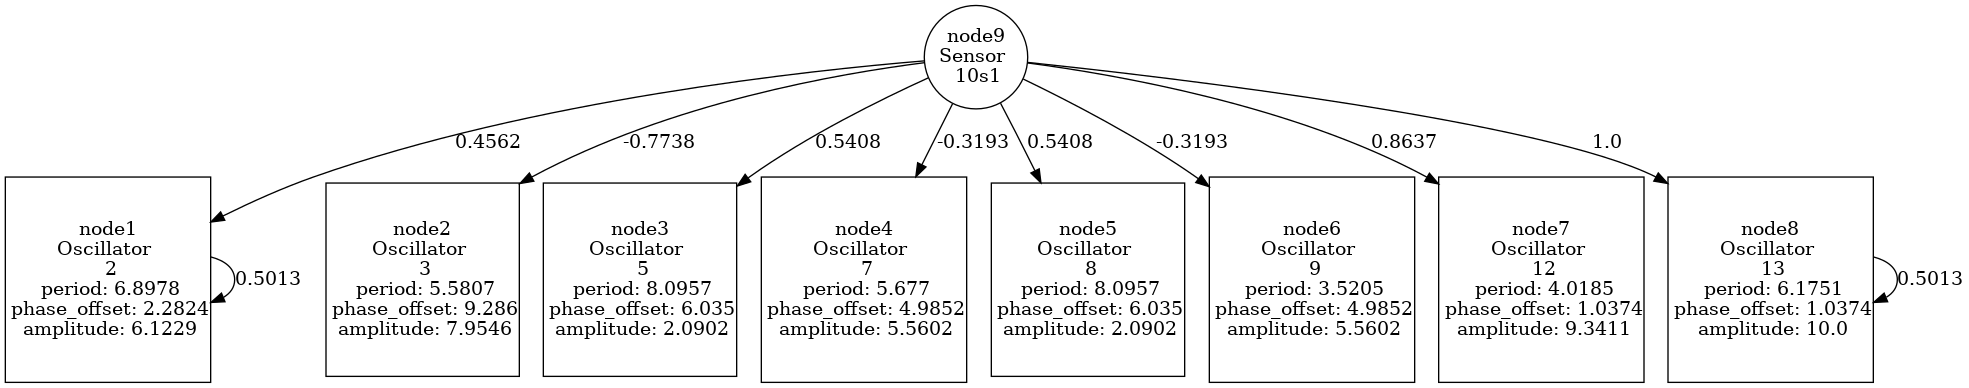 node9
Sensor
10s1
0.4562
-0.7738
0.5408
-0.3193
0.5408
-0.3193
0.8637
1.0
node1
Oscillator
2
period: 6.8978
phase_offset: 2.2824
amplitude: 6.1229
0.5013
node2
Oscillator
3
period: 5.5807
phase_offset: 9.286
amplitude: 7.9546
node3
Oscillator
5
period: 8.0957
phase_offset: 6.035
amplitude: 2.0902
node4
Oscillator
7
period: 5.677
phase_offset: 4.9852
amplitude: 5.5602
node5
Oscillator
8
period: 8.0957
phase_offset: 6.035
amplitude: 2.0902
node6
Oscillator
9
period: 3.5205
phase_offset: 4.9852
amplitude: 5.5602
node7
Oscillator
12
period: 4.0185
phase_offset: 1.0374
amplitude: 9.3411
node8
Oscillator
13
period: 6.1751
phase_offset: 1.0374
amplitude: 10.0
0.5013